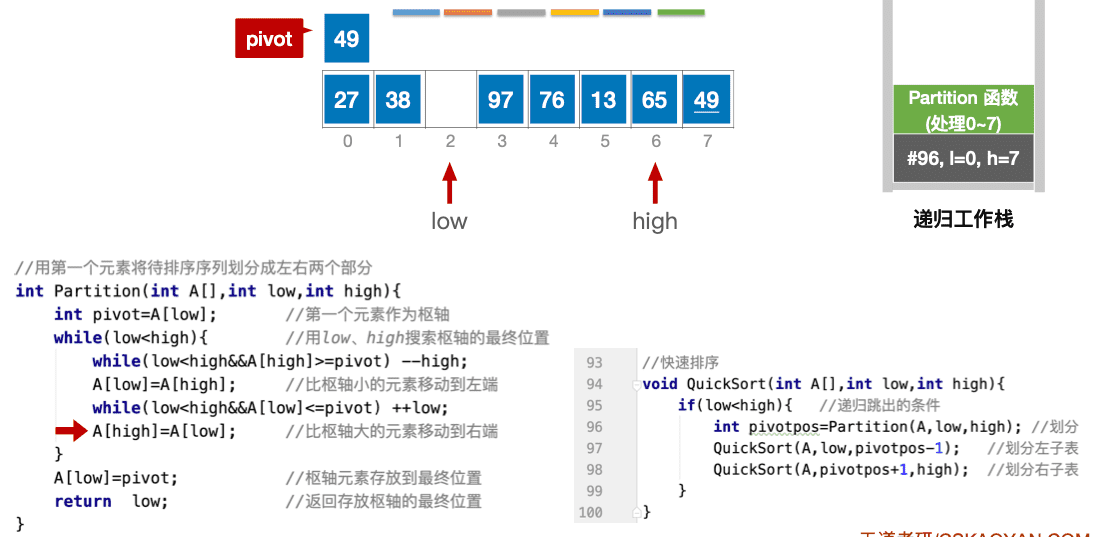 pivot
49
27 38 97 76 13 65 49
0 1 2 3 4 5 6 7
low
high
Partition 函数
(处理0~7)
#96, l=0, h=7
递归工作栈
//用第一个元素将待排序序列划分成左右两个部分
int Partition(int A[],int low,int high){
int pivot=A[low]; //第一个元素作为枢轴
while(low<high){ //用low、high搜索枢轴的最终位置
while(low<high&&A[high]>=pivot) --high;
A[low]=A[high]; //比枢轴小的元素移动到左端
while(low<high&&A[low]<=pivot) ++low;
A[high]=A[low]; //比枢轴大的元素移动到右端
}
A[low]=pivot; //枢轴元素存放到最终位置
return low; //返回存放枢轴的最终位置
}
93 //快速排序
94 void QuickSort(int A[],int low,int high){
95 if(low<high){ //递归跳出的条件
96 int pivotpos=Partition(A,low,high); //划分
97 QuickSort(A,low,pivotpos-1); //划分左子表
98 QuickSort(A,pivotpos+1,high); //划分右子表
99 }
100 }
王道考研/CSKAOYAN.COM